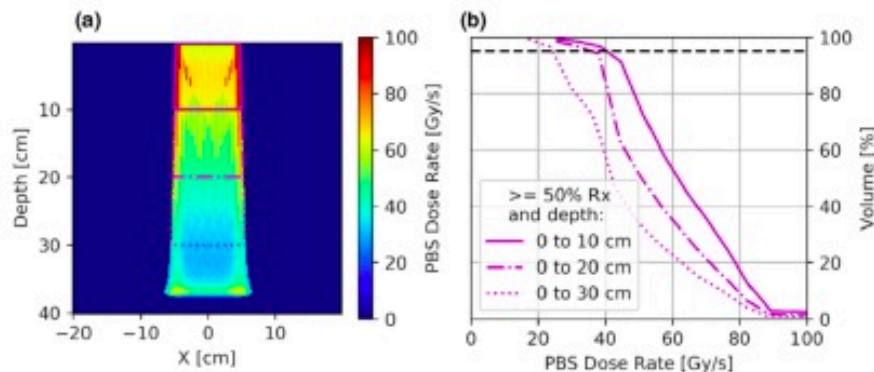 (a)
10
20
30
40
Depth [cm]
−20
−10
0
10
X [cm]
100
80
60
40
20
0
PBS Dose Rate [Gy/s]
(b)
>= 50% Rx
and depth:
0 to 10 cm
0 to 20 cm
0 to 30 cm
0
20
40
60
80
100
PBS Dose Rate [Gy/s]
100
80
60
40
20
0
Volume [%]